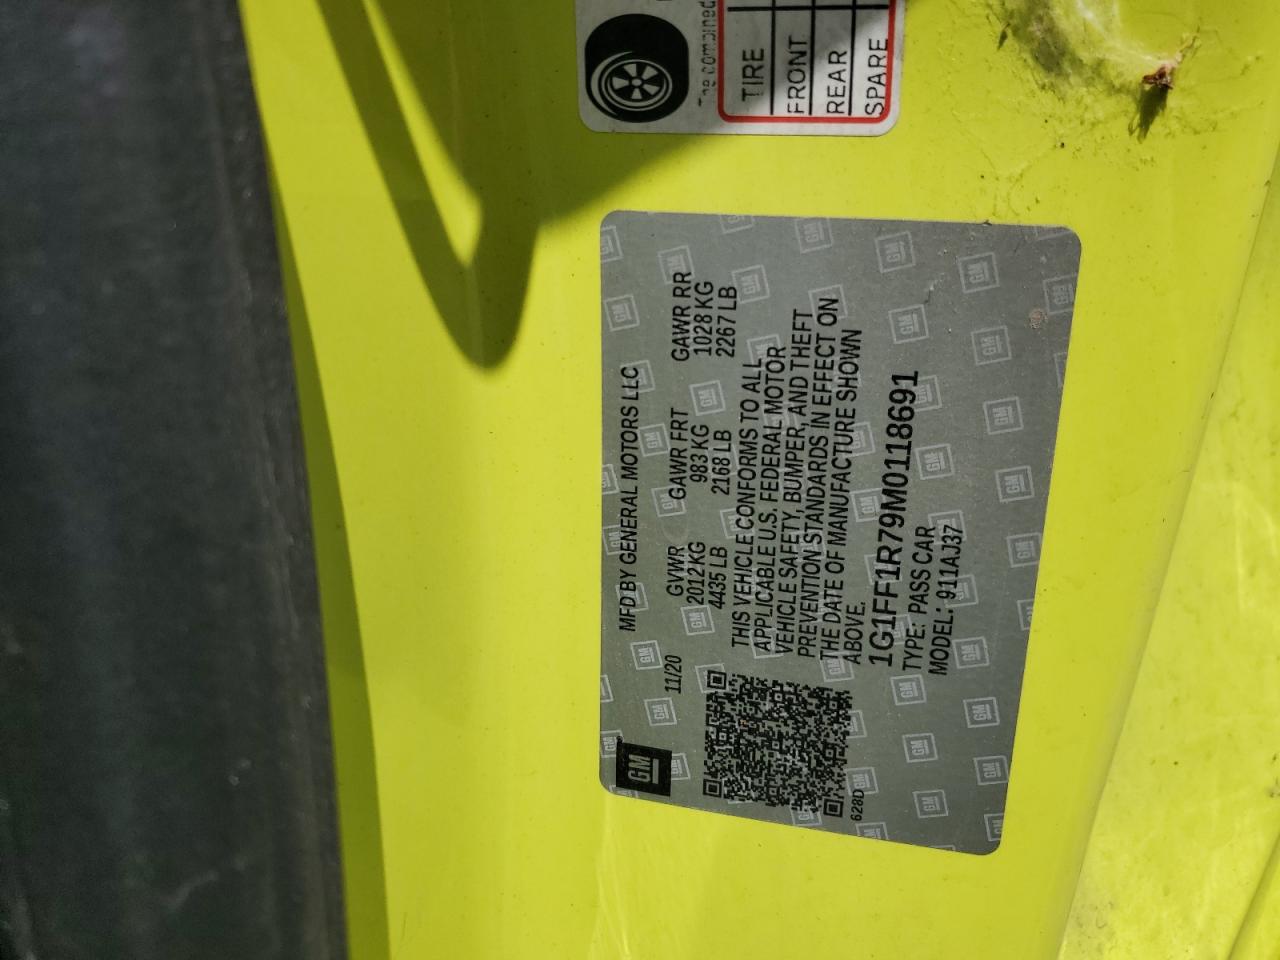 The combined
TIRE
FRONT
REAR
SPARE
GM
MFD BY GENERAL MOTORS LLC
11/20
GVWR GAWR FRT GAWR RR
2012KG 983 KG 1028 KG
4435 LB 2168 LB 2267 LB
THIS VEHICLE CONFORMS TO ALL
APPLICABLE U.S. FEDERAL MOTOR
VEHICLE SAFETY, BUMPER, AND THEFT
PREVENTION STANDARDS IN EFFECT ON
THE DATE OF MANUFACTURE SHOWN
ABOVE.
1G1FF1R79M0118691
TYPE: PASS CAR
MODEL: 911AJ37
628D